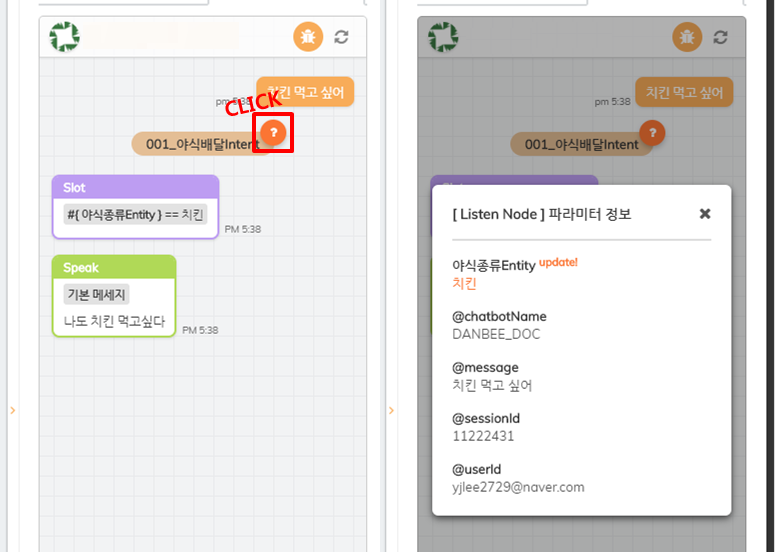 치킨 먹고 싶어
pm 5:38
CLICK
?
001_야식배달Intent
Slot
#{ 야식종류Entity } == 치킨
PM 5:38
Speak
기본 메세지
나도 치킨 먹고싶다
PM 5:38
치킨 먹고 싶어
pm 5:38
?
001_야식배달Intent
[ Listen Node ] 파라미터 정보
야식종류Entity update!
치킨
@chatbotName
DANBEE_DOC
@message
치킨 먹고 싶어
@sessionId
11222431
@userId
yjlee2729@naver.com